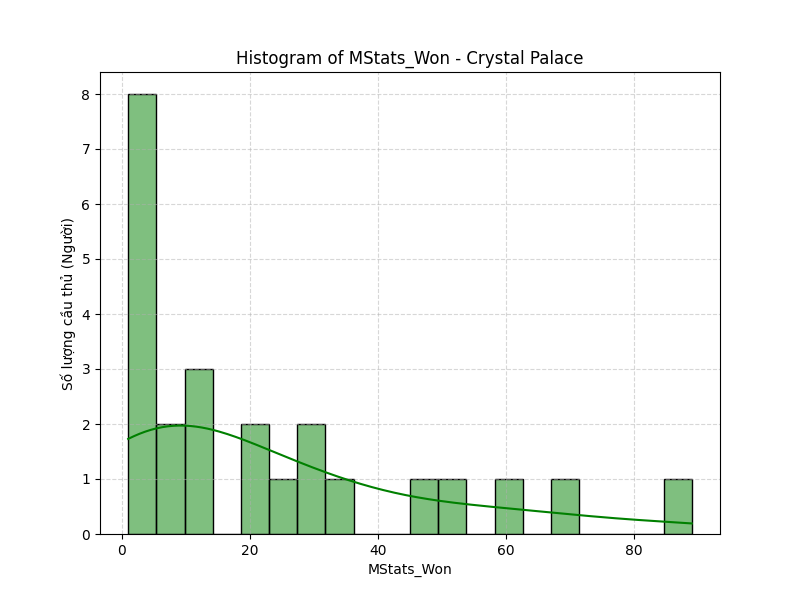 Histogram of MStats_Won - Crystal Palace
Số lượng cầu thủ (Người)
8
7
6
5
4
3
2
1
0
0 20 40 60 80
MStats_Won